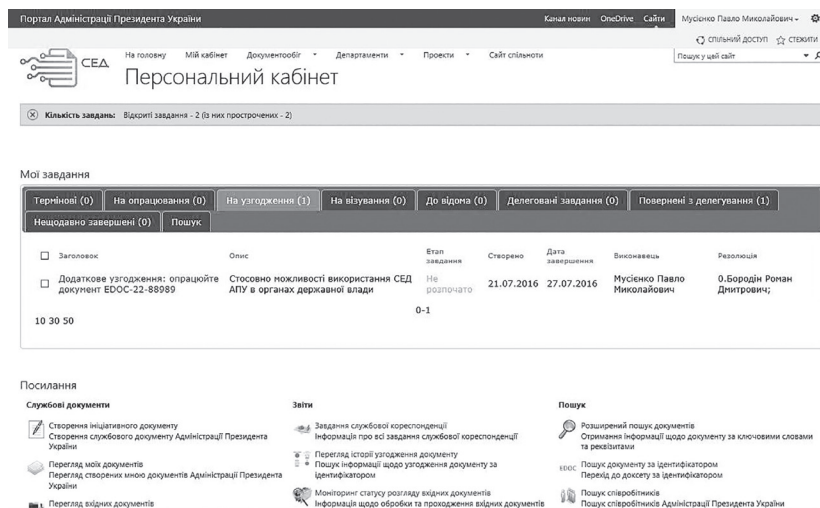 Портал Адміністрації Президента України
Канал новин OneDrive Сайти Мусієнко Павло Миколайович
СПІЛЬНИЙ ДОСТУП СТЕЖИТИ
СЕД
На головну Мій кабінет Документообіг Департаменти Проекти Сайт спільноти
Пошук у цей сайт
Персональний кабінет
Кількість завдань: Відкриті завдання - 2 (із них прострочених - 2)
Мої завдання
Термінові (0) На опрацювання (0) На узгодження (1) На візування (0) До відома (0) Делеговані завдання (0) Повернені з делегування (1)
Нещодавно завершені (0) Пошук
Заголовок Опис Етап завдання Створено Дата завершення Виконавець Резолюція
Додаткове узгодження: опрацюйте документ EDOC-22-88989
Стосовно можливості використання СЕД АПУ в органах державної влади
Не розпочато
21.07.2016 27.07.2016
Мусієнко Павло Миколайович
0.Бородін Роман Дмитрович;
0-1
10 30 50
Посилання
Службові документи
Створення ініціативного документу
Створення службового документу Адміністрації Президента
України
Перегляд моїх документів
Перегляд створених мною документів Адміністрації Президента
України
Перегляд вхідних документів
Звіти
Завдання службової кореспонденції
Інформація про всі завдання службової кореспонденції
Перегляд історії узгодження документу
Пошук інформації щодо узгодження документу за
ідентифікатором
Моніторинг статусу розгляду вхідних документів
Інформація щодо обробки та проходження вхідних документів
Пошук
Розширений пошук документів
Отримання інформації щодо документу за ключовими словами
та реквізитами
EDOC
Пошук документу за ідентифікатором
Перехід до доксету за ідентифікатором
Пошук співробітників
Пошук співробітників Адміністрації Президента України